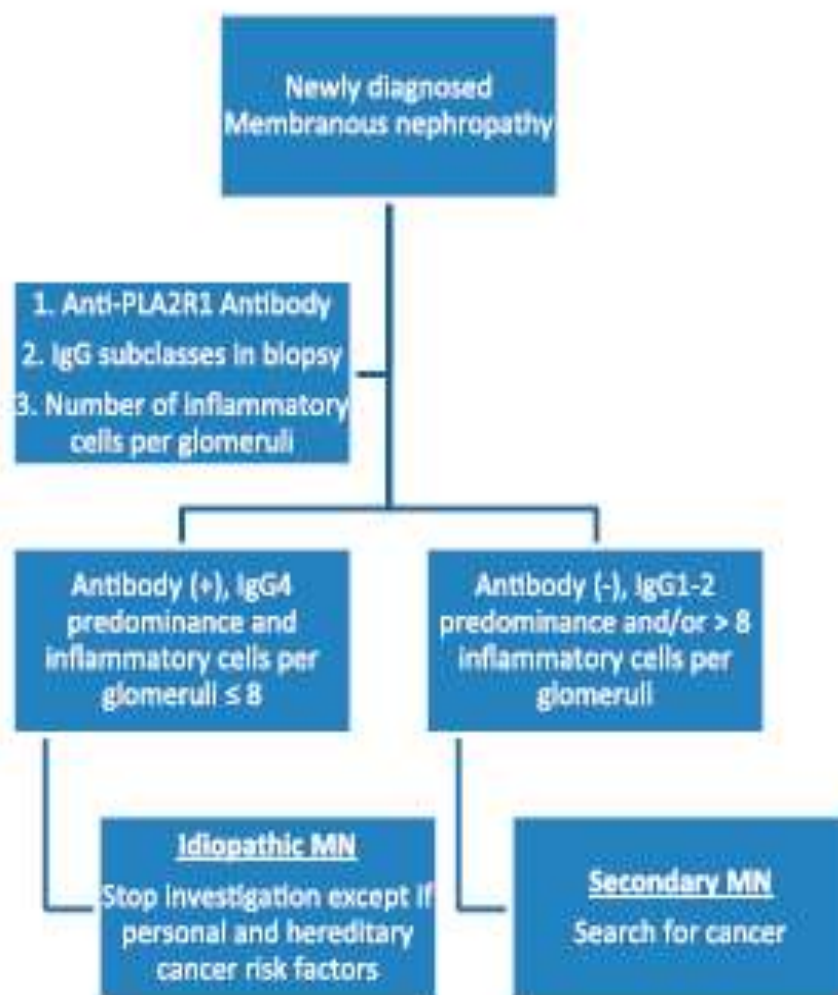 Newly diagnosed
Membranous nephropathy
1. Anti-PLA2R1 Antibody
2. IgG subclasses in biopsy
3. Number of inflammatory
cells per glomeruli
Antibody (+), IgG4
predominance and
inflammatory cells per
glomeruli ≤ 8
Antibody (-), IgG1-2
predominance and/or > 8
inflammatory cells per
glomeruli
Idiopathic MN
Stop investigation except if
personal and hereditary
cancer risk factors
Secondary MN
Search for cancer